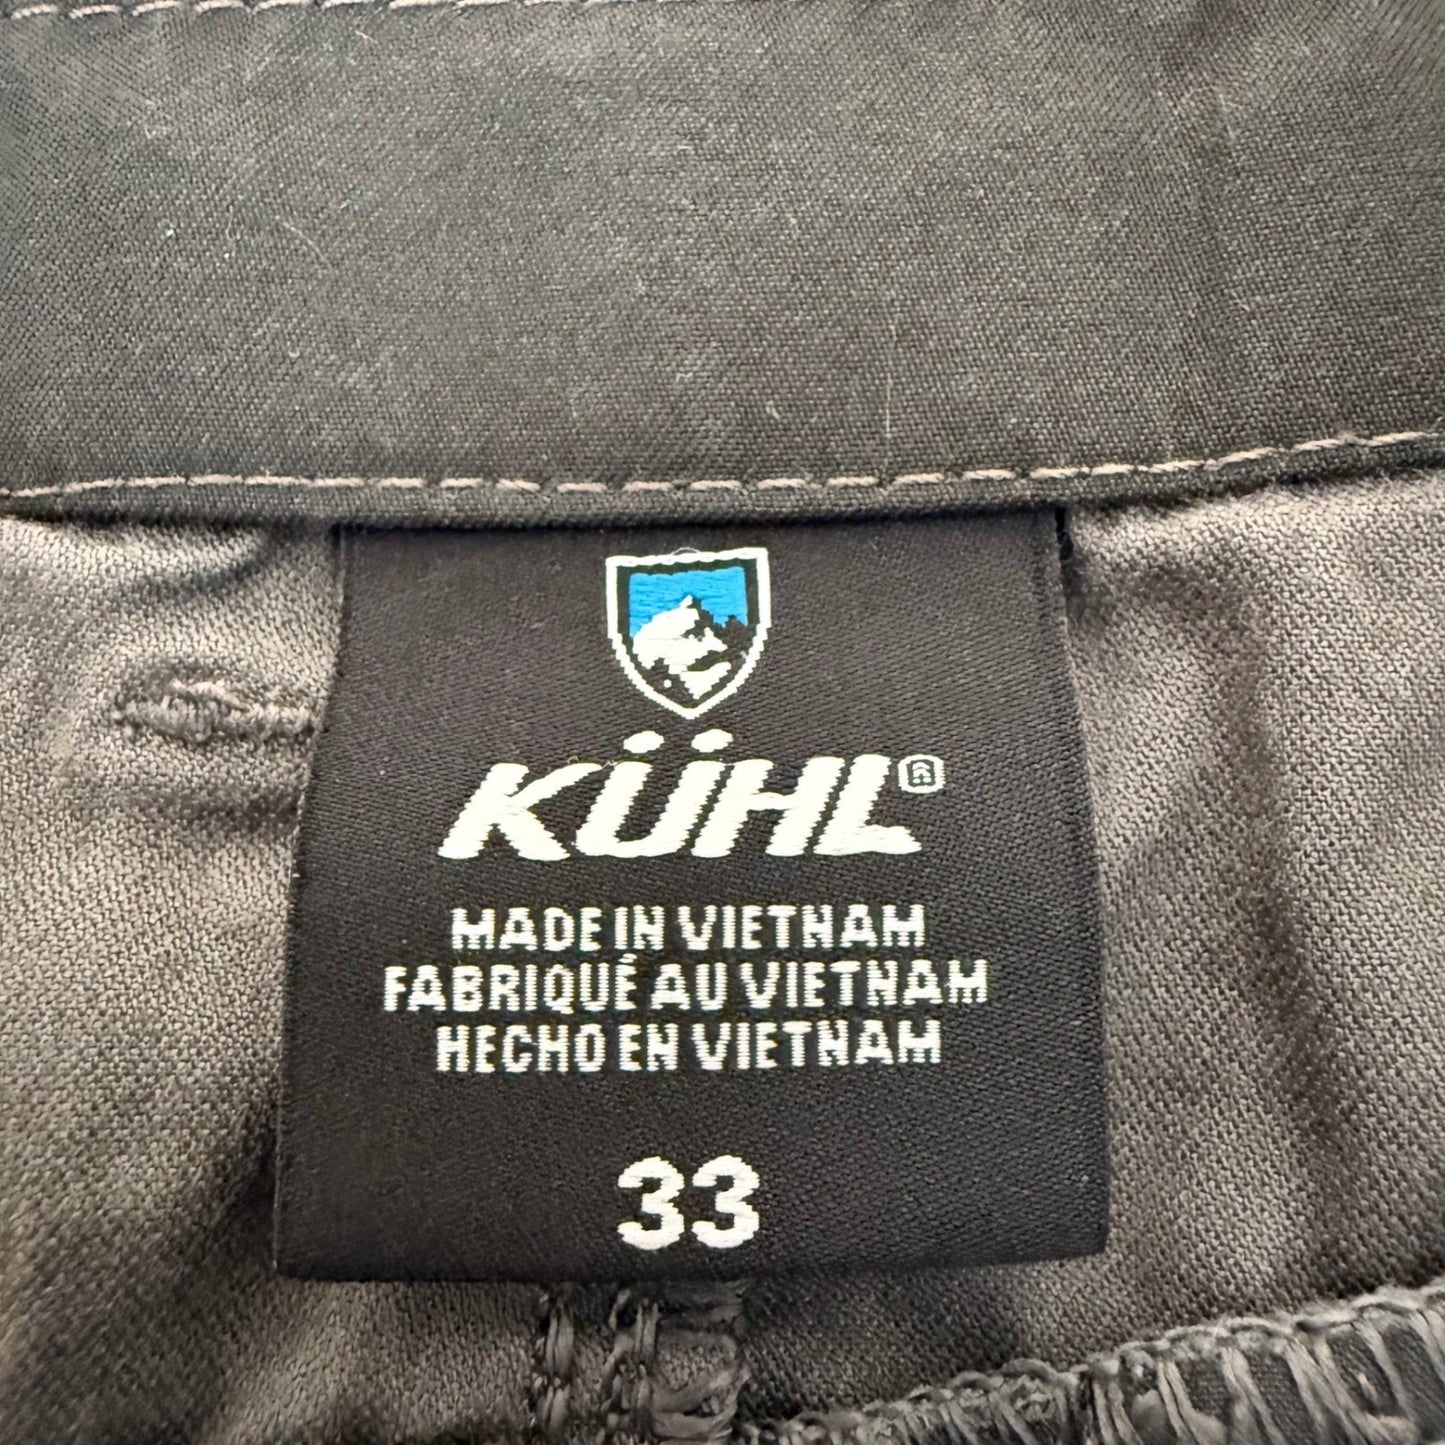 KÜHL®
MADE IN VIETNAM
FABRIQUÉ AU VIETNAM
HECHO EN VIETNAM
33